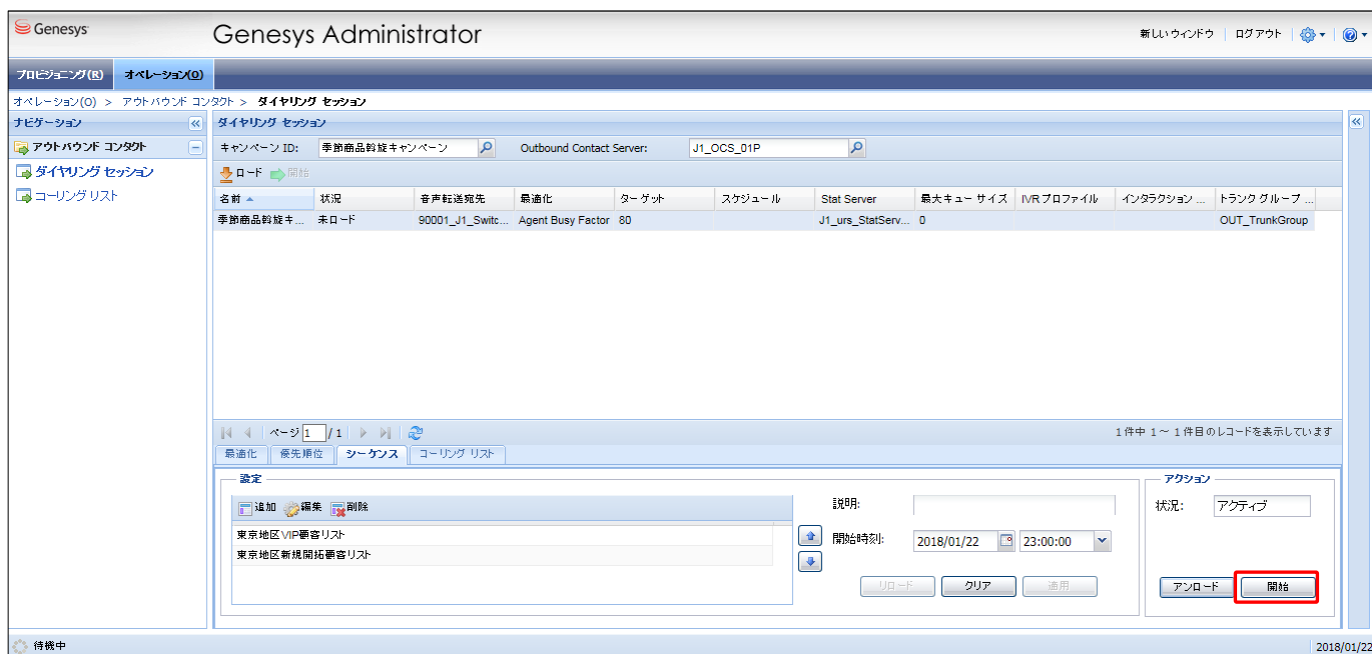 Genesys
Genesys Administrator
新しいウィンドウ ログアウト
プロビジョニング(R) オペレーション(O)
オペレーション(O) > アウトバウンド コンタクト > ダイヤリング セッション
ナビゲーション
ダイヤリング セッション
アウトバウンド コンタクト
キャンペーン ID: 季節商品斡旋キャンペーン Outbound Contact Server: J1_OCS_01P
ダイヤリング セッション
ロード 開始
コーリング リスト
名前 状況 音声転送宛先 最適化 ターゲット スケジュール Stat Server 最大キュー サイズ IVR プロファイル インタラクション ... トランク グループ ...
季節商品斡旋キ... 未ロード 90001_J1_Switc... Agent Busy Factor 80 J1_urs_StatServ... 0 OUT_TrunkGroup
ページ 1 / 1
1 件中 1 ~ 1 件目のレコードを表示しています
最適化 優先順位 シーケンス コーリング リスト
設定
アクション
追加 編集 削除
説明:
状況: アクティブ
東京地区VIP顧客リスト
東京地区新規開拓顧客リスト
開始時刻: 2018/01/22 23:00:00
リロード クリア 適用
アンロード 開始
待機中
2018/01/22